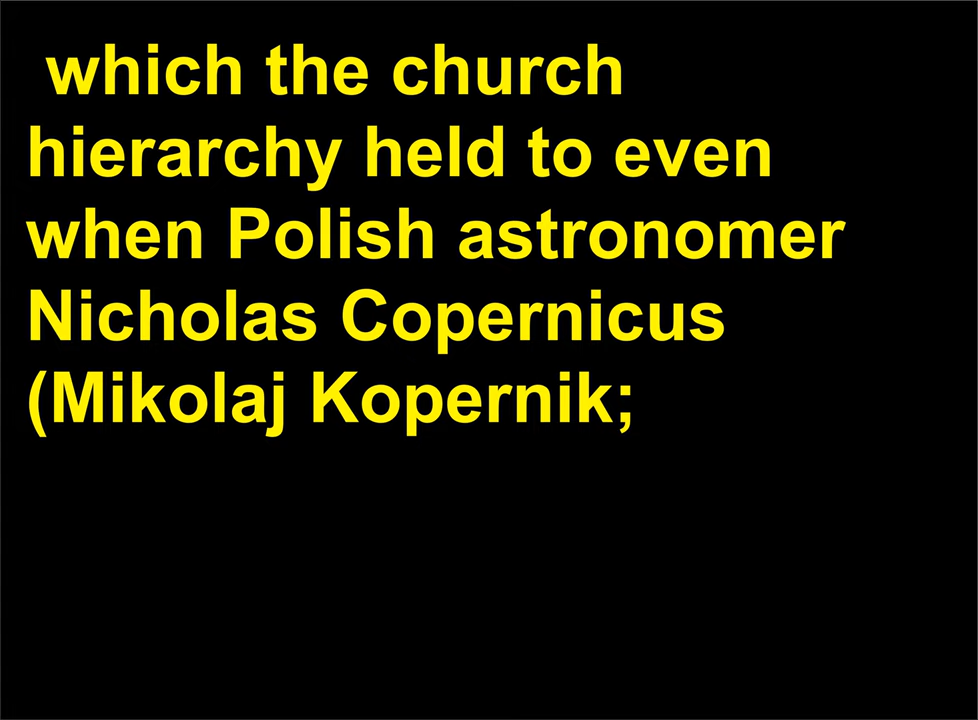 which the church
hierarchy held to even
when Polish astronomer
Nicholas Copernicus
(Mikolaj Kopernik;